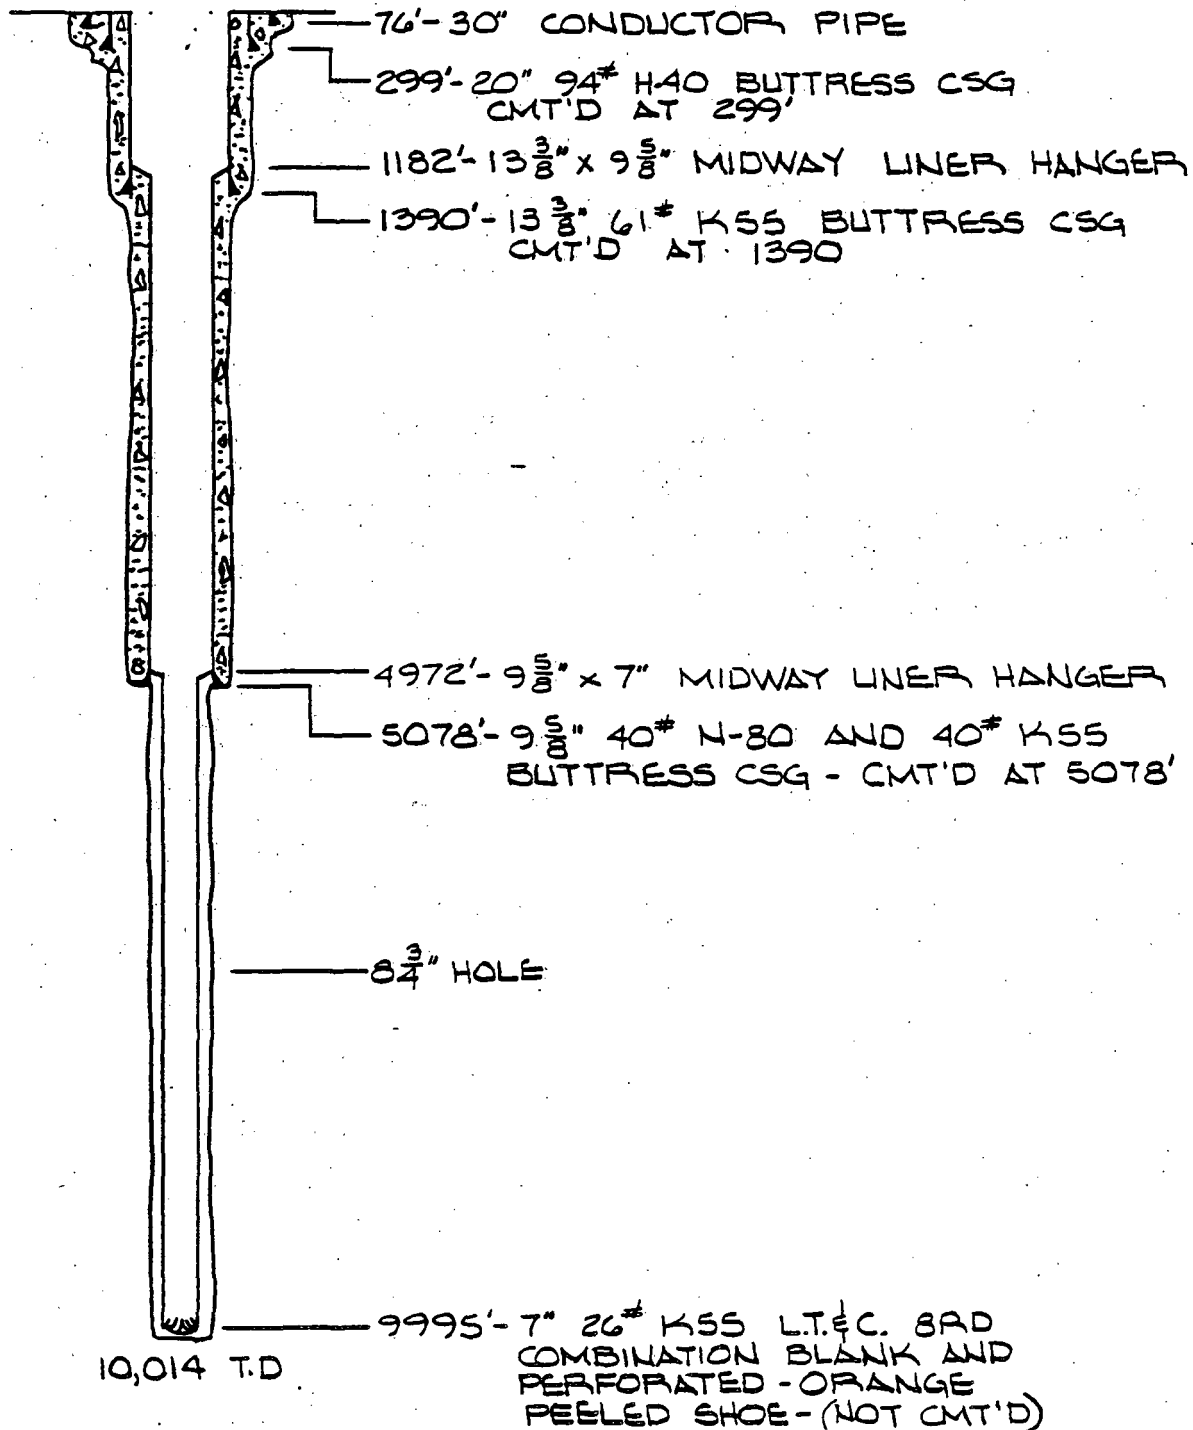 76'-30" CONDUCTOR PIPE
299'-20" 94# H-40 BUTTRESS CSG
CMT'D AT 299'
1182'-13 3/8" x 9 5/8" MIDWAY LINER HANGER
1390'-13 3/8" 61# K55 BUTTRESS CSG
CMT'D AT 1390
4972'-9 5/8" x 7" MIDWAY LINER HANGER
5078'-9 5/8" 40# N-80 AND 40# K55
BUTTRESS CSG - CMT'D AT 5078'
8 3/4" HOLE
9995'-7" 26# K55 L.T.&C. 8RD
COMBINATION BLANK AND
PERFORATED - ORANGE
PEELED SHOE - (NOT CMT'D)
10,014 T.D